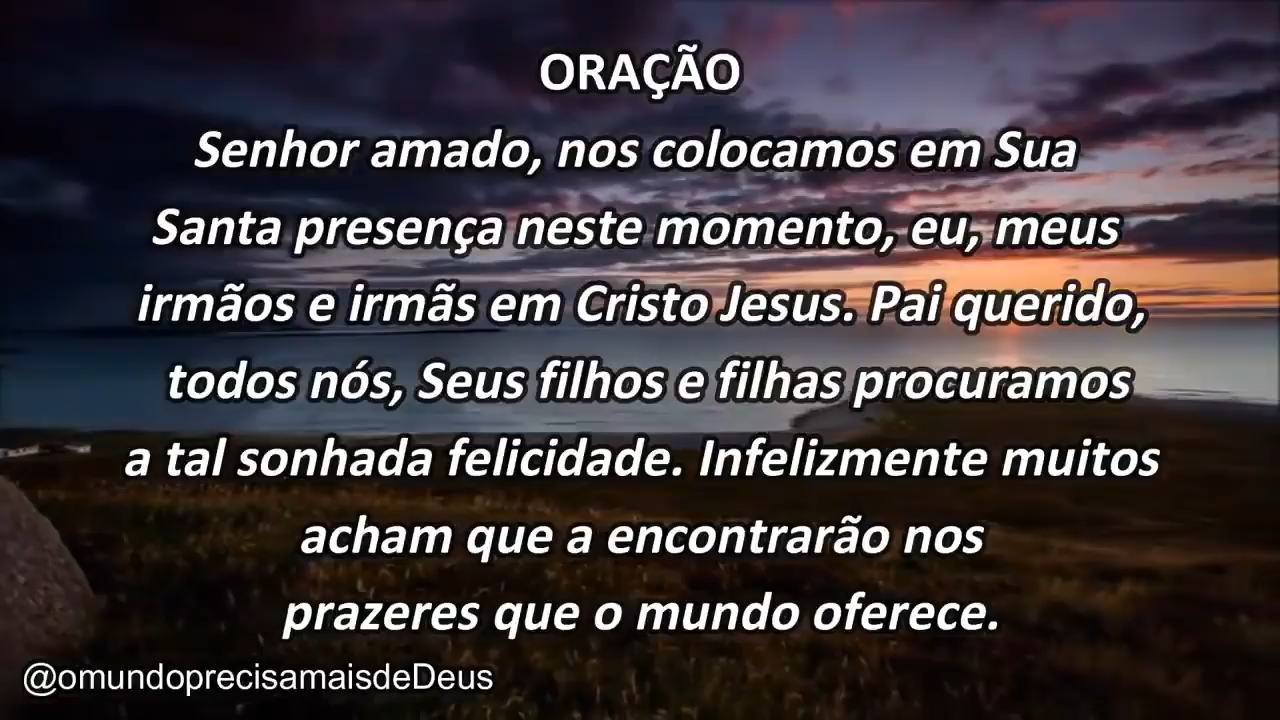 ORAÇÃO
Senhor amado, nos colocamos em Sua
Santa presença neste momento, eu, meus
irmãos e irmãs em Cristo Jesus. Pai querido,
todos nós, Seus filhos e filhas procuramos
a tal sonhada felicidade. Infelizmente muitos
acham que a encontrarão nos
prazeres que o mundo oferece.
@omundoprecisamaisdeDeus